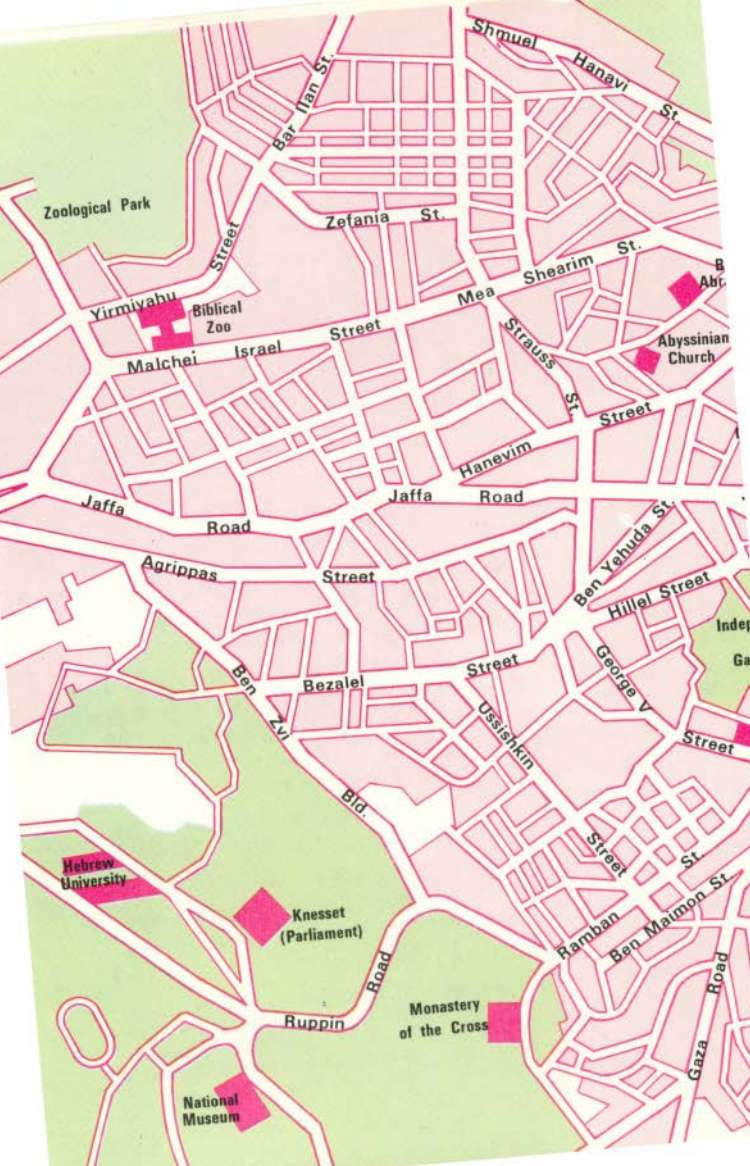 Shmuel Hanavi St.
Bar Ilan St.
Zoological Park
Zefania St.
Street
Mea Shearim St.
Yirmiyahu
Biblical
Zoo
Malchei Israel Street
Strauss St.
Abyssinian
Church
Hanevim Street
Jaffa Road
Jaffa Road
Agrippas Street
Ben Yehuda St.
Hillel Street
Bezalel Street
George V Street
Ben Zvi Bld.
Ussishkin Street
Hebrew
University
Knesset
(Parliament)
Ramban St.
Ben Maimon St.
Ruppin Road
Monastery
of the Cross
Gaza Road
National
Museum